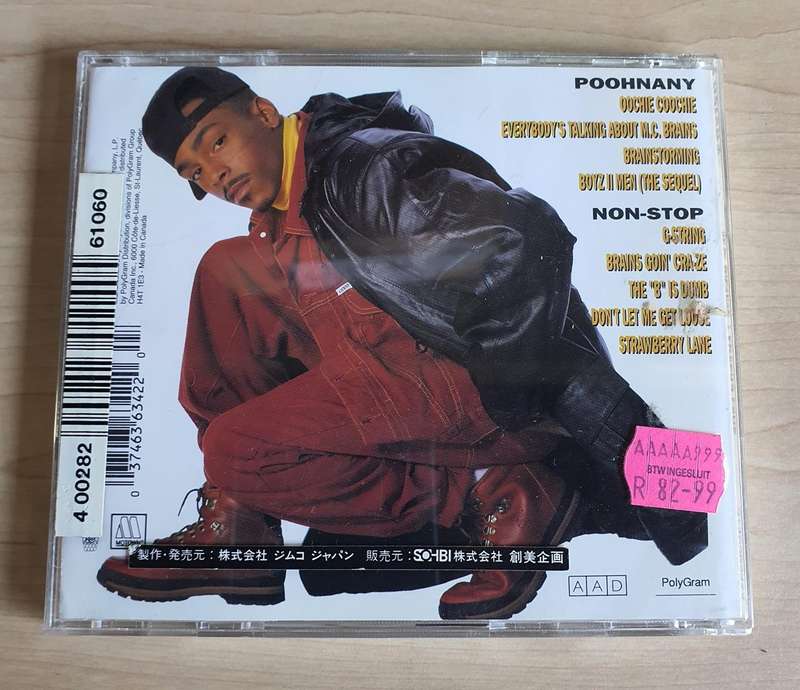 POOHNANY
OOCHIE COOCHIE
EVERYBODY'S TALKING ABOUT M.C. BRAINS
BRAINSTORMING
BOYZ II MEN (THE SEQUEL)
NON-STOP
G-STRING
BRAINS GOIN' CRA-ZE
THE "B" IS DUMB
DON'T LET ME GET LOOSE
STRAWBERRY LANE
L.P.
distributed
by PolyGram Distribution, divisions of PolyGram Group
Canada Inc., 6000 Côte-de-Liesse, St-Laurent, Québec
H4T 1E3 - Made in Canada
61060
4 00282
0 37463 63422 0
AAAAA999
BTW INGESLUIT
R 82-99
M
製作・発売元：株式会社 ジムコ ジャパン 販売元：SOHBI株式会社 創美企画
AAD
PolyGram